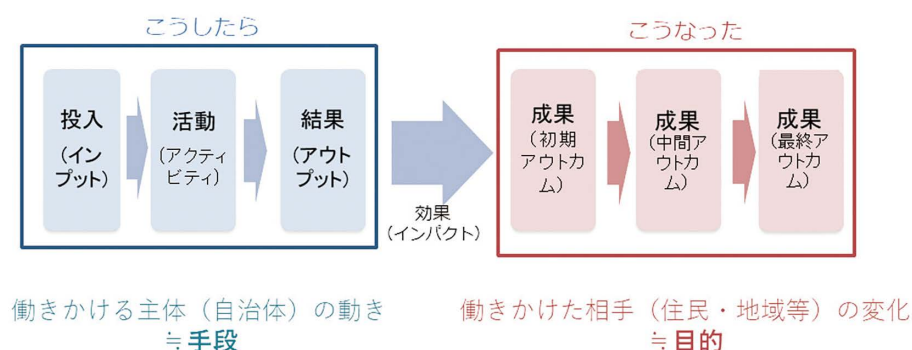 こうしたら
こうなった
投入
(イン
プット)
活動
(アクティ
ビティ)
結果
(アウト
プット)
効果
(インパクト)
成果
(初期
アウトカ
ム)
成果
(中間ア
ウトカ
ム)
成果
(最終ア
ウトカ
ム)
働きかける主体（自治体）の動き
≒手段
働きかけた相手（住民・地域等）の変化
≒目的